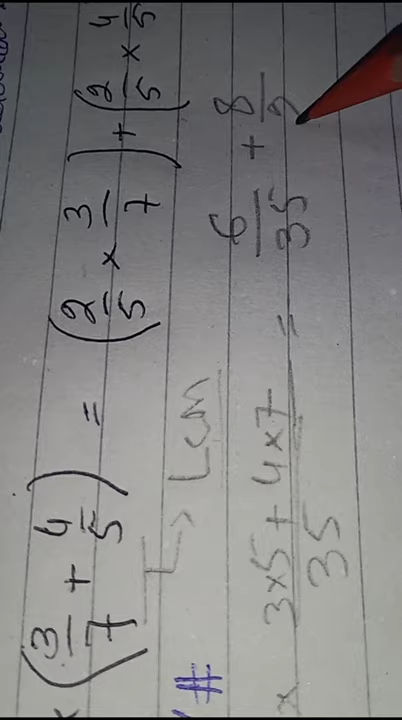 × (3/7 + 4/5) = (2/5 × 3/7) + (2/5 × 4/5
→ LCM
× 3×5 + 4×7/35 = 6/35 + 8/2
#